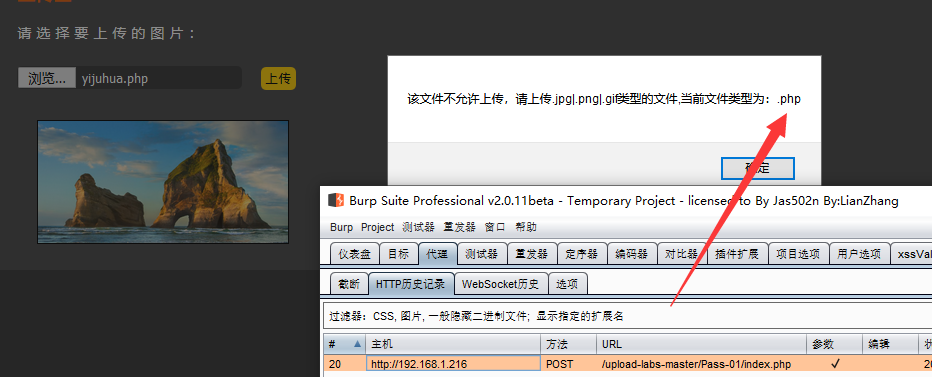 请选择要上传的图片：
浏览... yijuhua.php 上传
该文件不允许上传，请上传.jpg|.png|.gif类型的文件,当前文件类型为：.php
确定
Burp Suite Professional v2.0.11beta - Temporary Project - licensed to By Jas502n By:LianZhang
Burp Project 测试器 重发器 窗口 帮助
仪表盘 目标 代理 测试器 重发器 定序器 编码器 对比器 插件扩展 项目选项 用户选项 xssVal
截断 HTTP历史记录 WebSocket历史 选项
过滤器：CSS, 图片, 一般隐藏二进制文件; 显示指定的扩展名
# 主机 方法 URL 参数 编辑
20 http://192.168.1.216 POST /upload-labs-master/Pass-01/index.php ✓ 20